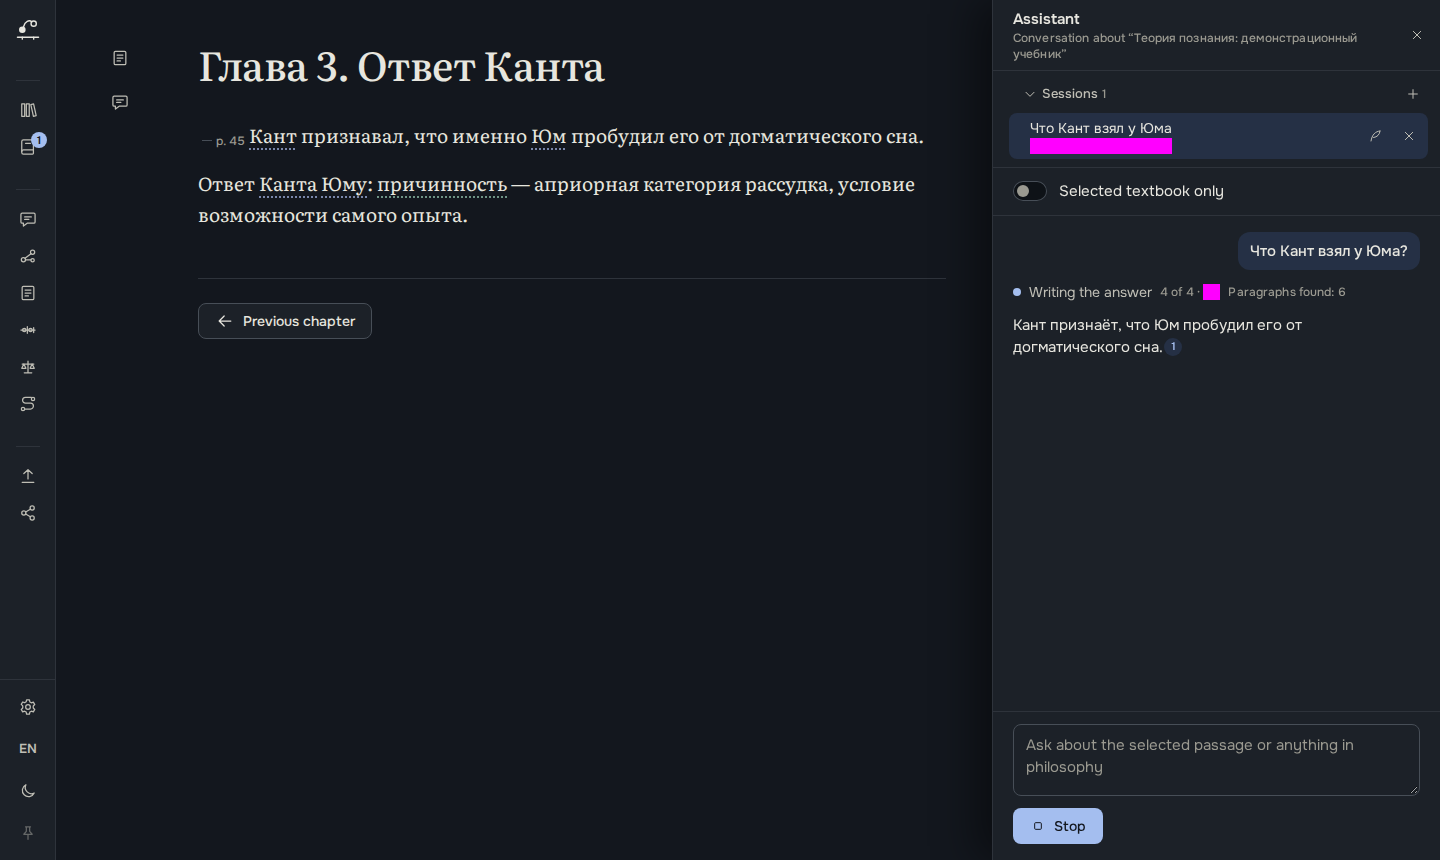 Assistant
Conversation about “Теория познания: демонстрационный
учебник”
Sessions 1
Что Кант взял у Юма
Selected textbook only
Что Кант взял у Юма?
Writing the answer 4 of 4 · Paragraphs found: 6
Кант признаёт, что Юм пробудил его от
догматического сна. 1
Ask about the selected passage or anything in
philosophy
Stop
1
EN
Глава 3. Ответ Канта
— p. 45 Кант признавал, что именно Юм пробудил его от догматического сна.
Ответ Канта Юму: причинность — априорная категория рассудка, условие
возможности самого опыта.
Previous chapter